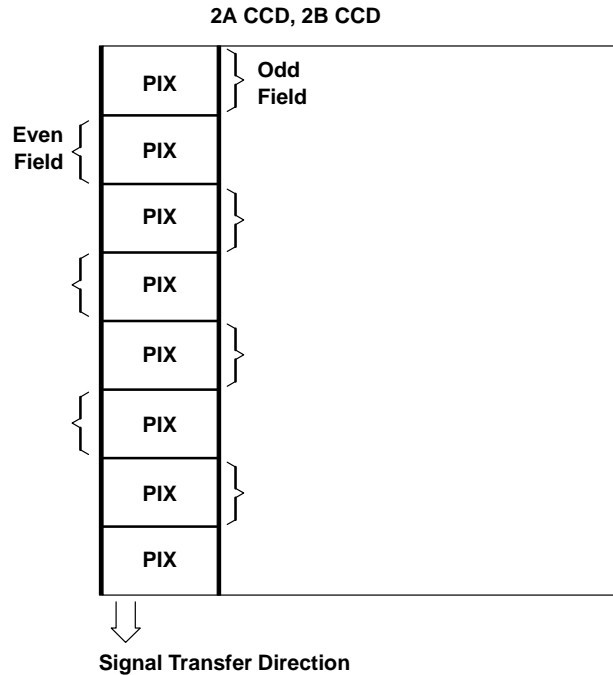 2A CCD, 2B CCD
PIX
Odd
Field
Even
Field
PIX
PIX
PIX
PIX
PIX
PIX
PIX
Signal Transfer Direction